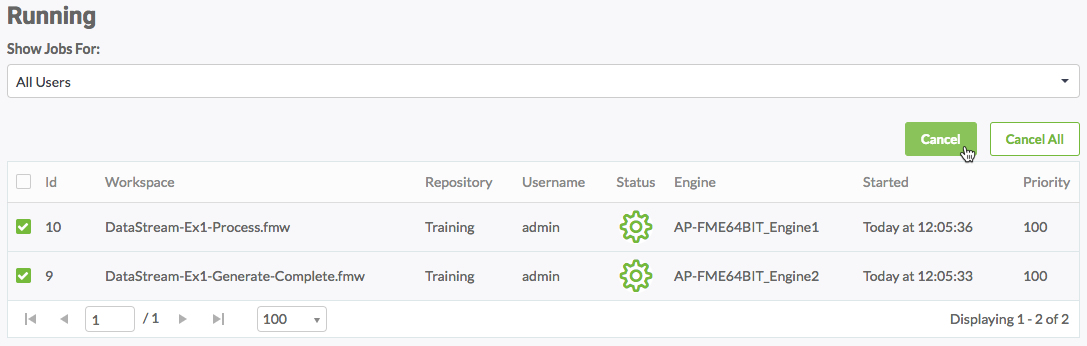 Running
Show Jobs For:
All Users
Cancel Cancel All
Id Workspace Repository Username Status Engine Started Priority
10 DataStream-Ex1-Process.fmw Training admin AP-FME64BIT_Engine1 Today at 12:05:36 100
9 DataStream-Ex1-Generate-Complete.fmw Training admin AP-FME64BIT_Engine2 Today at 12:05:33 100
1 / 1 100 Displaying 1 - 2 of 2